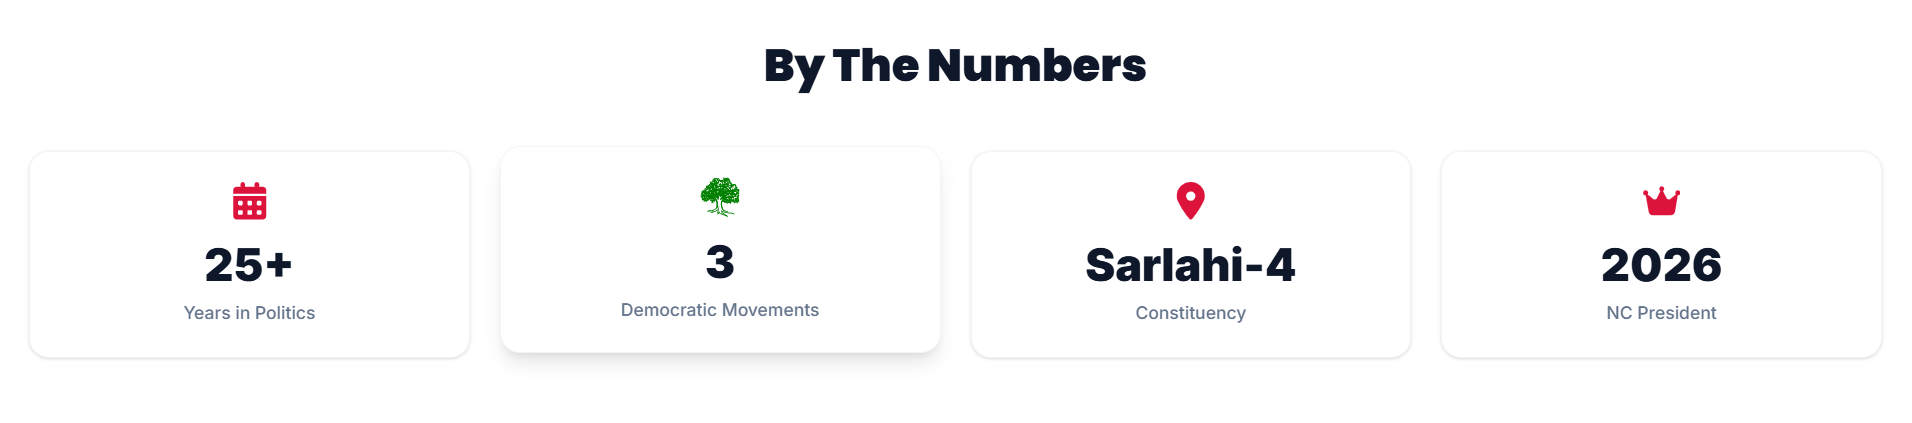 By The Numbers
25+
Years in Politics
3
Democratic Movements
Sarlahi-4
Constituency
2026
NC President